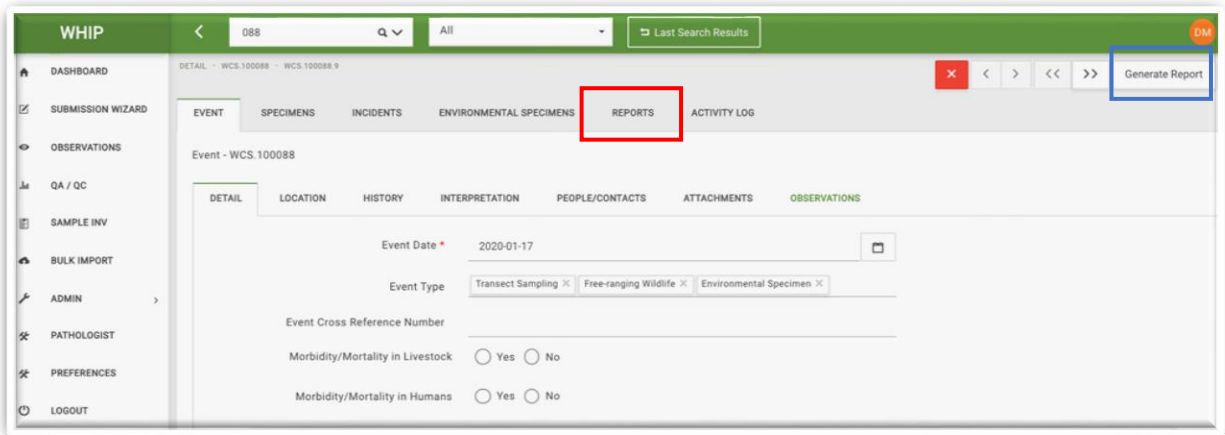 WHIP
088
All
Last Search Results
DM
DASHBOARD
SUBMISSION WIZARD
OBSERVATIONS
QA / QC
SAMPLE INV
BULK IMPORT
ADMIN
PATHOLOGIST
PREFERENCES
LOGOUT
DETAIL - WCS.100088 - WCS.100088.9
× < > << >> Generate Report
EVENT SPECIMENS INCIDENTS ENVIRONMENTAL SPECIMENS REPORTS ACTIVITY LOG
Event - WCS.100088
DETAIL LOCATION HISTORY INTERPRETATION PEOPLE/CONTACTS ATTACHMENTS OBSERVATIONS
Event Date * 2020-01-17
Event Type Transect Sampling × Free-ranging Wildlife × Environmental Specimen ×
Event Cross Reference Number
Morbidity/Mortality in Livestock Yes No
Morbidity/Mortality in Humans Yes No